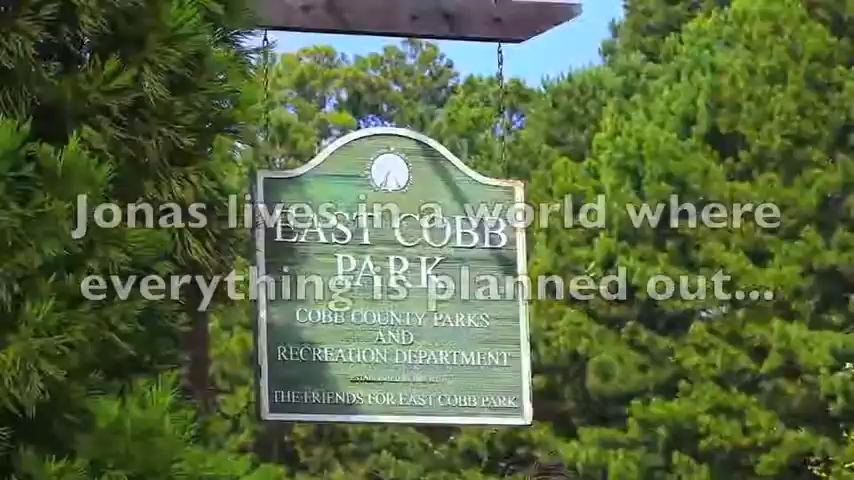 Jonas lives in a world where
everything is planned out...
EAST COBB
PARK
COBB COUNTY PARKS
AND
RECREATION DEPARTMENT
THE FRIENDS FOR EAST COBB PARK